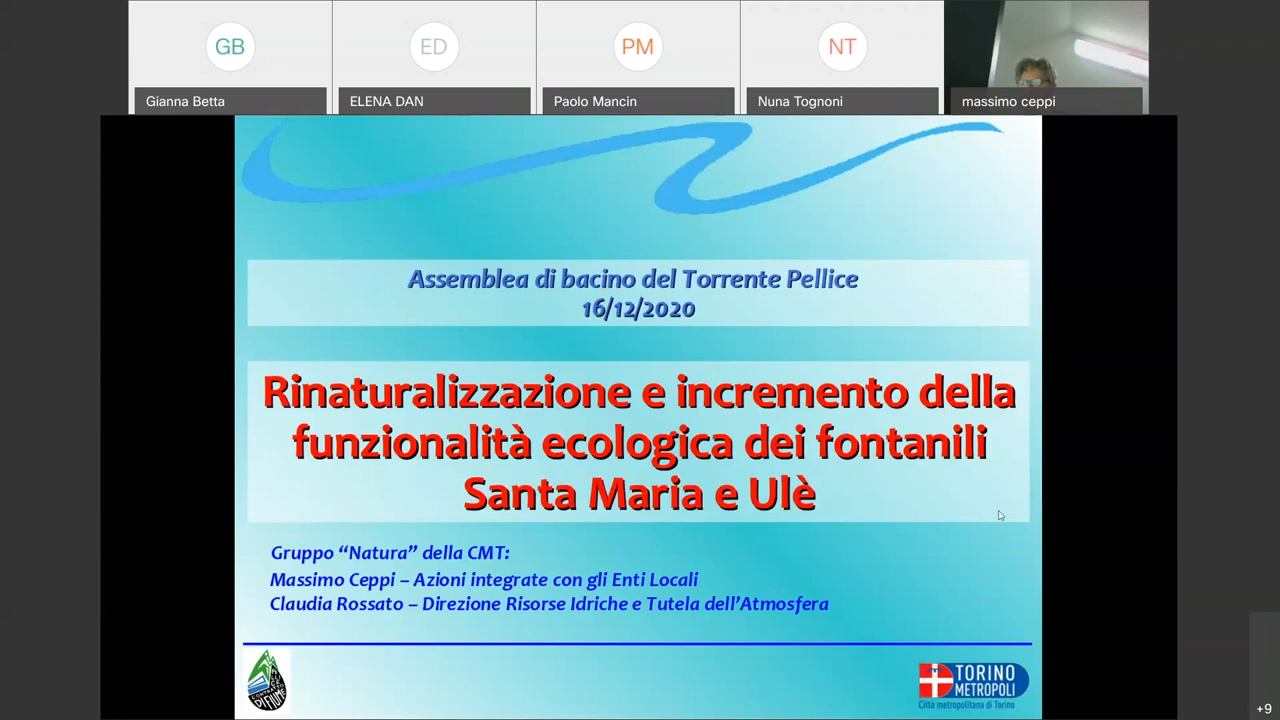 GB
ED
PM
NT
Gianna Betta
ELENA DAN
Paolo Mancin
Nuna Tognoni
massimo ceppi
Assemblea di bacino del Torrente Pellice
16/12/2020
Rinaturalizzazione e incremento della
funzionalità ecologica dei fontanili
Santa Maria e Ulè
Gruppo “Natura” della CMT:
Massimo Ceppi – Azioni integrate con gli Enti Locali
Claudia Rossato – Direzione Risorse Idriche e Tutela dell’Atmosfera
CONTRATTO
DI FIUME
TORINO
METROPOLI
Città metropolitana di Torino
+9